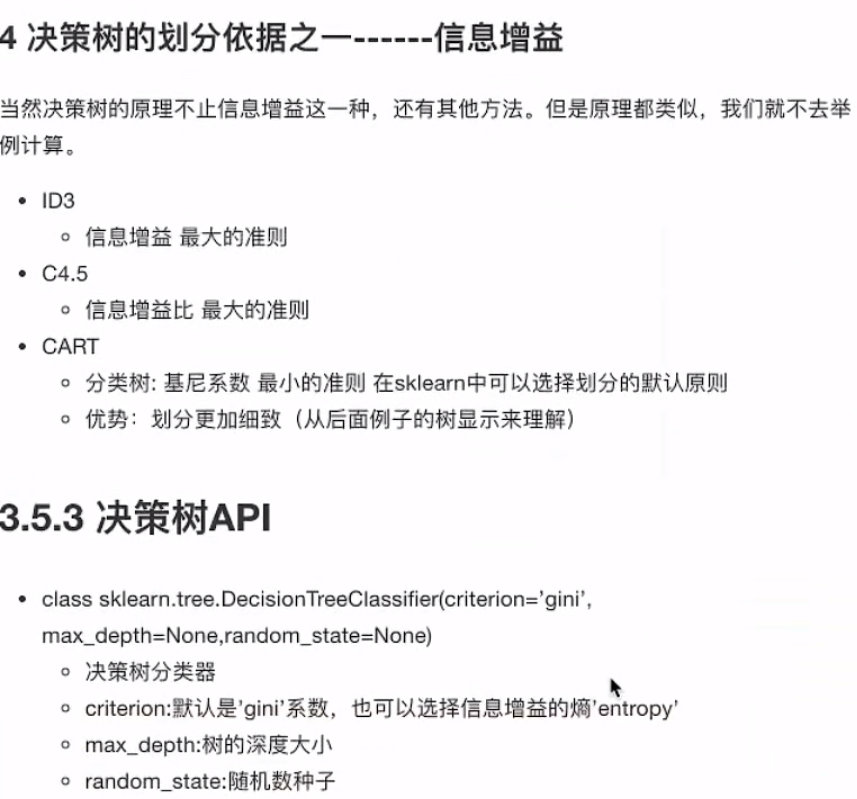 4 决策树的划分依据之一------信息增益
当然决策树的原理不止信息增益这一种，还有其他方法。但是原理都类似，我们就不去举
例计算。
• ID3
◦ 信息增益 最大的准则
• C4.5
◦ 信息增益比 最大的准则
• CART
◦ 分类树: 基尼系数 最小的准则 在sklearn中可以选择划分的默认原则
◦ 优势：划分更加细致（从后面例子的树显示来理解）
3.5.3 决策树API
• class sklearn.tree.DecisionTreeClassifier(criterion=’gini’,
max_depth=None,random_state=None)
◦ 决策树分类器
◦ criterion:默认是’gini’系数，也可以选择信息增益的熵’entropy’
◦ max_depth:树的深度大小
◦ random_state:随机数种子